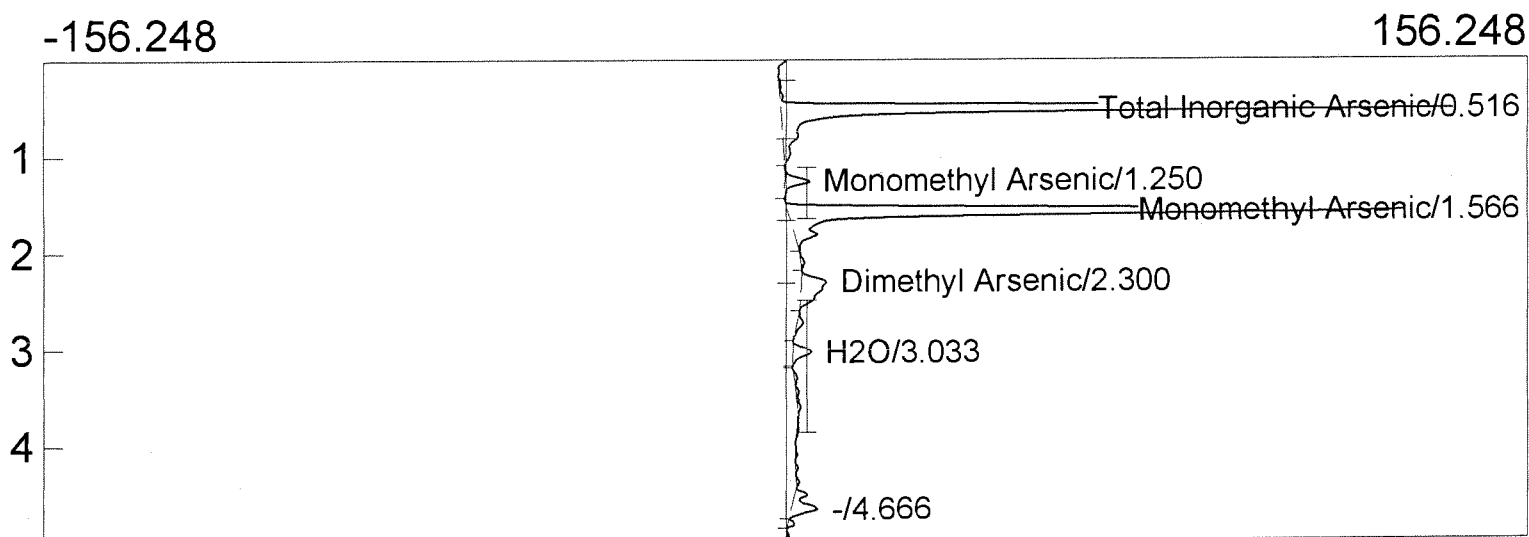 -156.248 156.248
Total Inorganic Arsenic/0.516
1
Monomethyl Arsenic/1.250
Monomethyl Arsenic/1.566
2
Dimethyl Arsenic/2.300
3
H2O/3.033
4
-/4.666